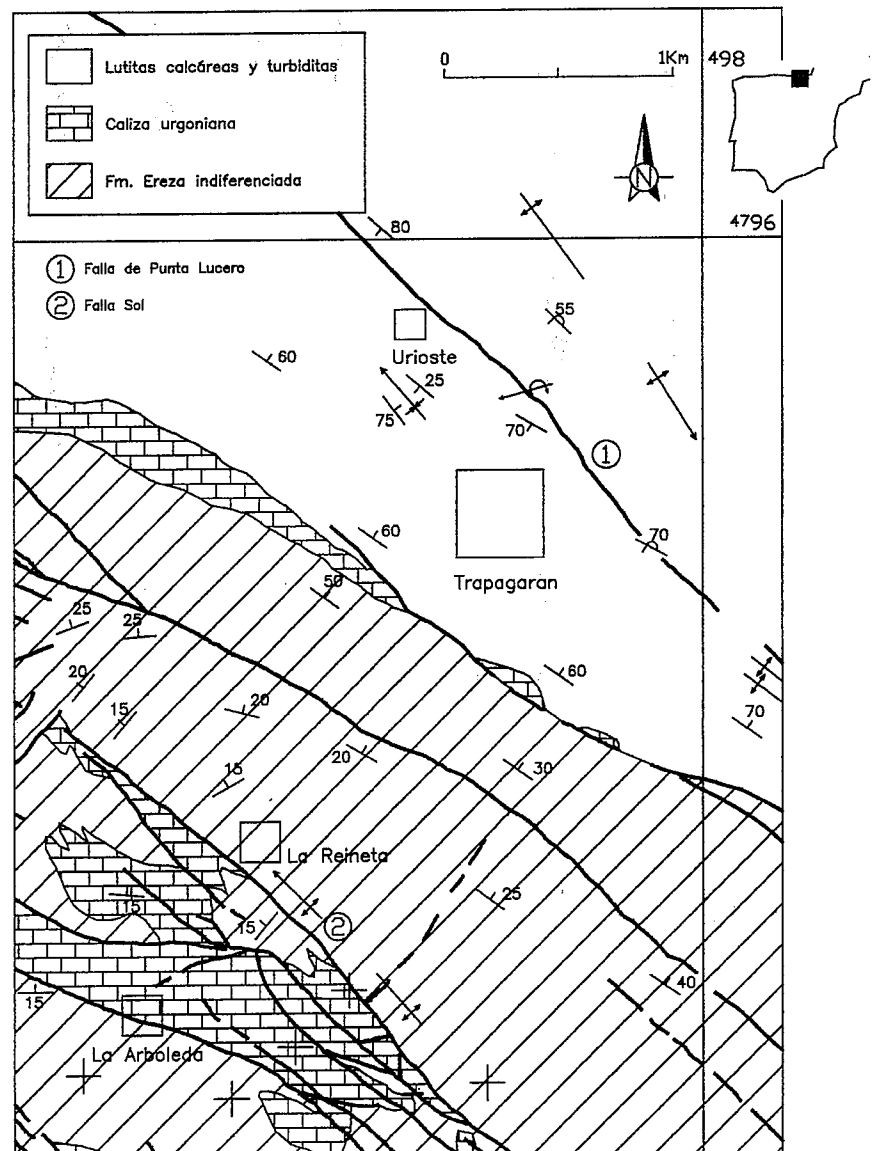 Lutitas calcáreas y turbiditas
Caliza urgoniana
Fm. Ereza indiferenciada
0 1Km
498
N
4796
80
1 Falla de Punta Lucero
2 Falla Sol
55
Urioste
60
25
75
70
1
60
70
Trapagaran
50
25
25
60
20
15
20
70
20
30
15
La Reineta
25
15
15
2
40
15
La Arboleda